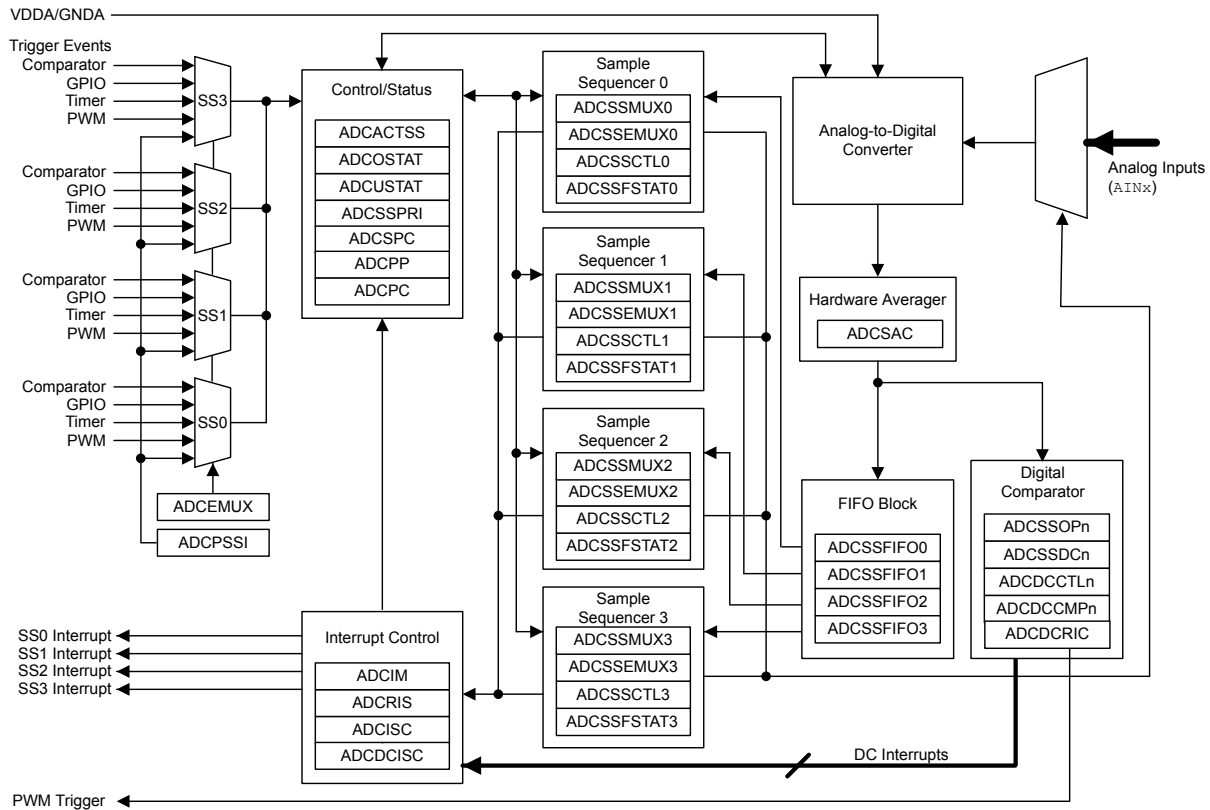 VDDA/GNDA
Trigger Events
Comparator
GPIO
Timer
PWM
SS3
Comparator
GPIO
Timer
PWM
SS2
Comparator
GPIO
Timer
PWM
SS1
Comparator
GPIO
Timer
PWM
SS0
ADCEMUX
ADCPSSI
Control/Status
ADCACTSS
ADCOSTAT
ADCUSTAT
ADCSSPRI
ADCSPC
ADCPP
ADCPC
Interrupt Control
ADCIM
ADCRIS
ADCISC
ADCDCISC
SS0 Interrupt
SS1 Interrupt
SS2 Interrupt
SS3 Interrupt
PWM Trigger
Sample
Sequencer 0
ADCSSMUX0
ADCSSEMUX0
ADCSSCTL0
ADCSSFSTAT0
Sample
Sequencer 1
ADCSSMUX1
ADCSSEMUX1
ADCSSCTL1
ADCSSFSTAT1
Sample
Sequencer 2
ADCSSMUX2
ADCSSEMUX2
ADCSSCTL2
ADCSSFSTAT2
Sample
Sequencer 3
ADCSSMUX3
ADCSSEMUX3
ADCSSCTL3
ADCSSFSTAT3
Analog-to-Digital
Converter
Analog Inputs
(AINx)
Hardware Averager
ADCSAC
FIFO Block
ADCSSFIFO0
ADCSSFIFO1
ADCSSFIFO2
ADCSSFIFO3
Digital
Comparator
ADCSSOPn
ADCSSDCn
ADCDCCTLn
ADCDCCMPn
ADCDCRIC
DC Interrupts